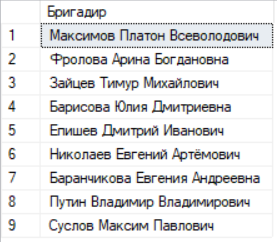 Бригадир
1 Максимов Платон Всеволодович
2 Фролова Арина Богдановна
3 Зайцев Тимур Михайлович
4 Барисова Юлия Дмитриевна
5 Епишев Дмитрий Иванович
6 Николаев Евгений Артёмович
7 Баранчикова Евгения Андреевна
8 Путин Владимир Владимирович
9 Суслов Максим Павлович